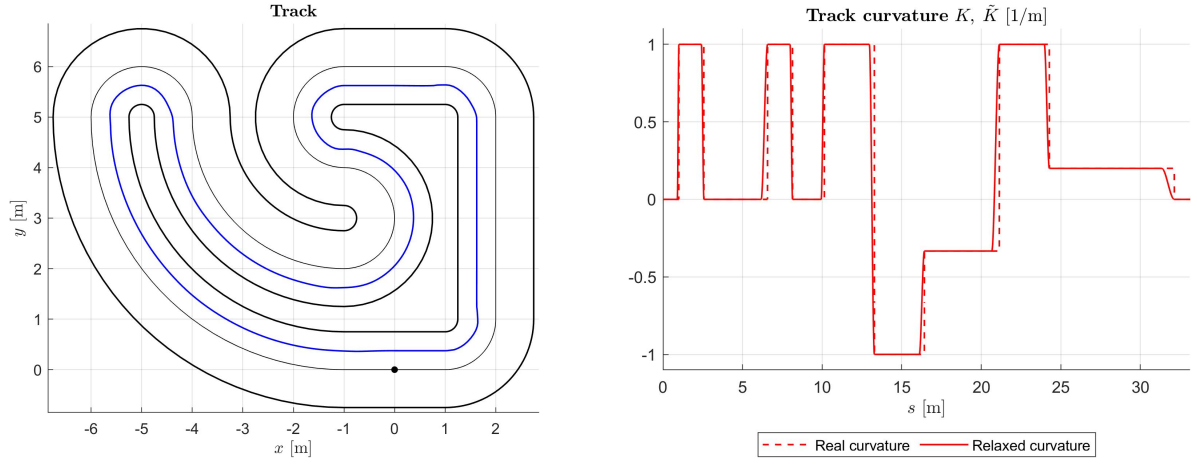 Track
6
5
4
3
2
1
0
y [m]
-6 -5 -4 -3 -2 -1 0 1 2
x [m]
Track curvature K, K̃ [1/m]
1
0.5
0
-0.5
-1
0 5 10 15 20 25 30
s [m]
Real curvature Relaxed curvature